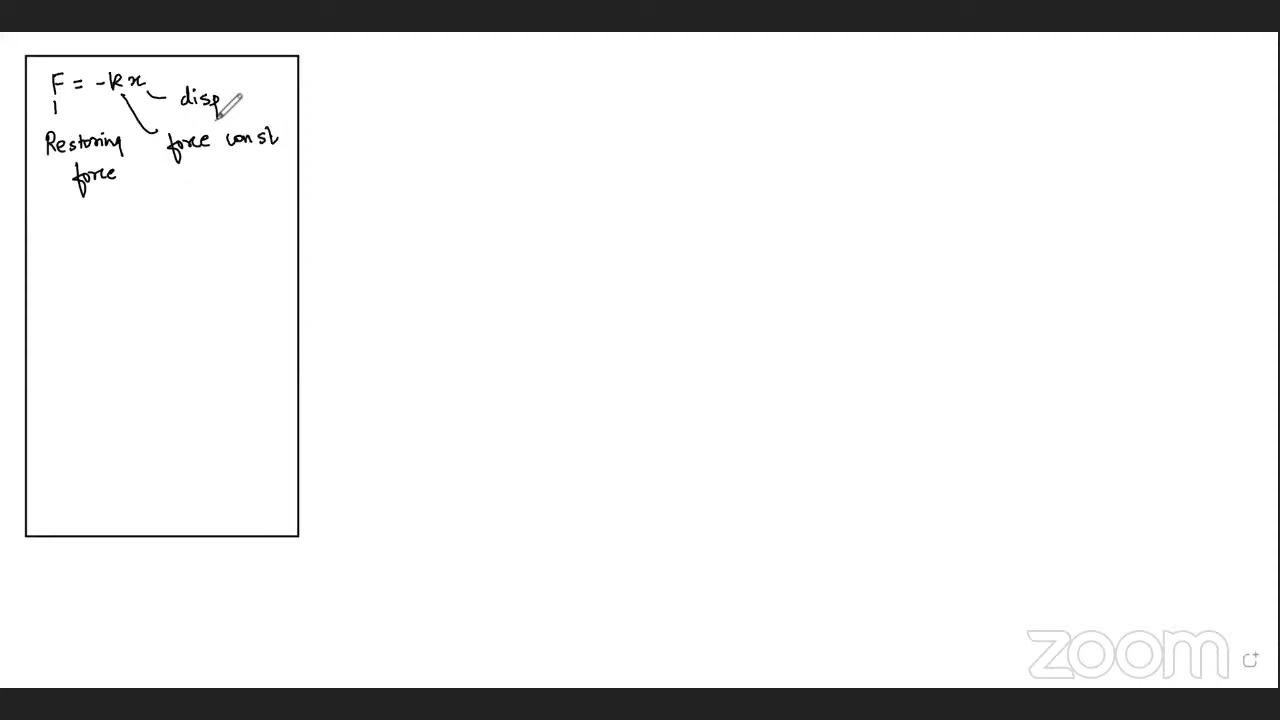 F = -kx
disp
Restoring force const
force
zoom